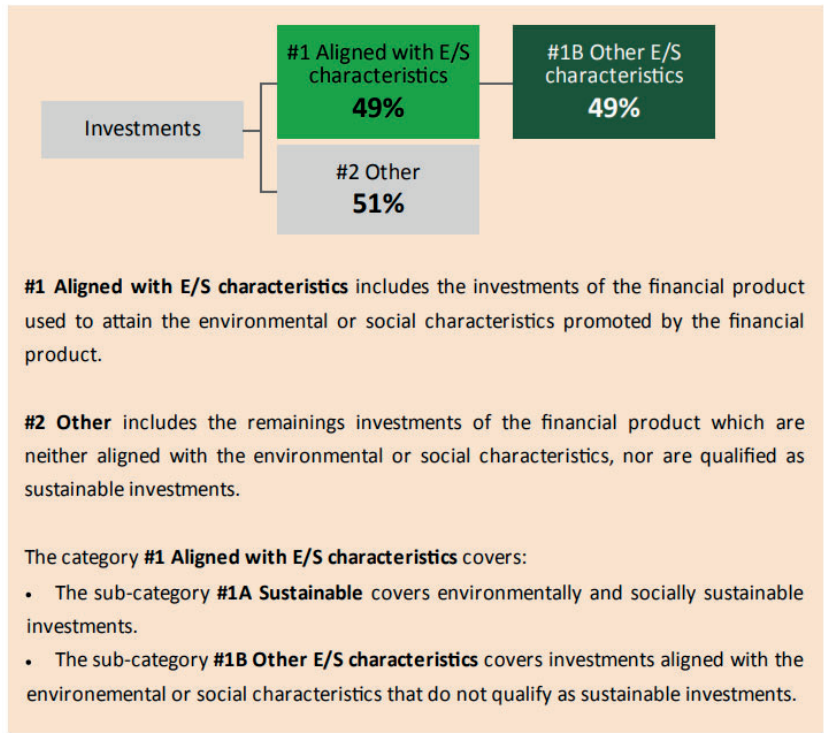 #1 Aligned with E/S
characteristics
49%
#1B Other E/S
characteristics
49%
Investments
#2 Other
51%
#1 Aligned with E/S characteristics includes the investments of the financial product
used to attain the environmental or social characteristics promoted by the financial
product.
#2 Other includes the remainings investments of the financial product which are
neither aligned with the environmental or social characteristics, nor are qualified as
sustainable investments.
The category #1 Aligned with E/S characteristics covers:
• The sub-category #1A Sustainable covers environmentally and socially sustainable
investments.
• The sub-category #1B Other E/S characteristics covers investments aligned with the
environemental or social characteristics that do not qualify as sustainable investments.